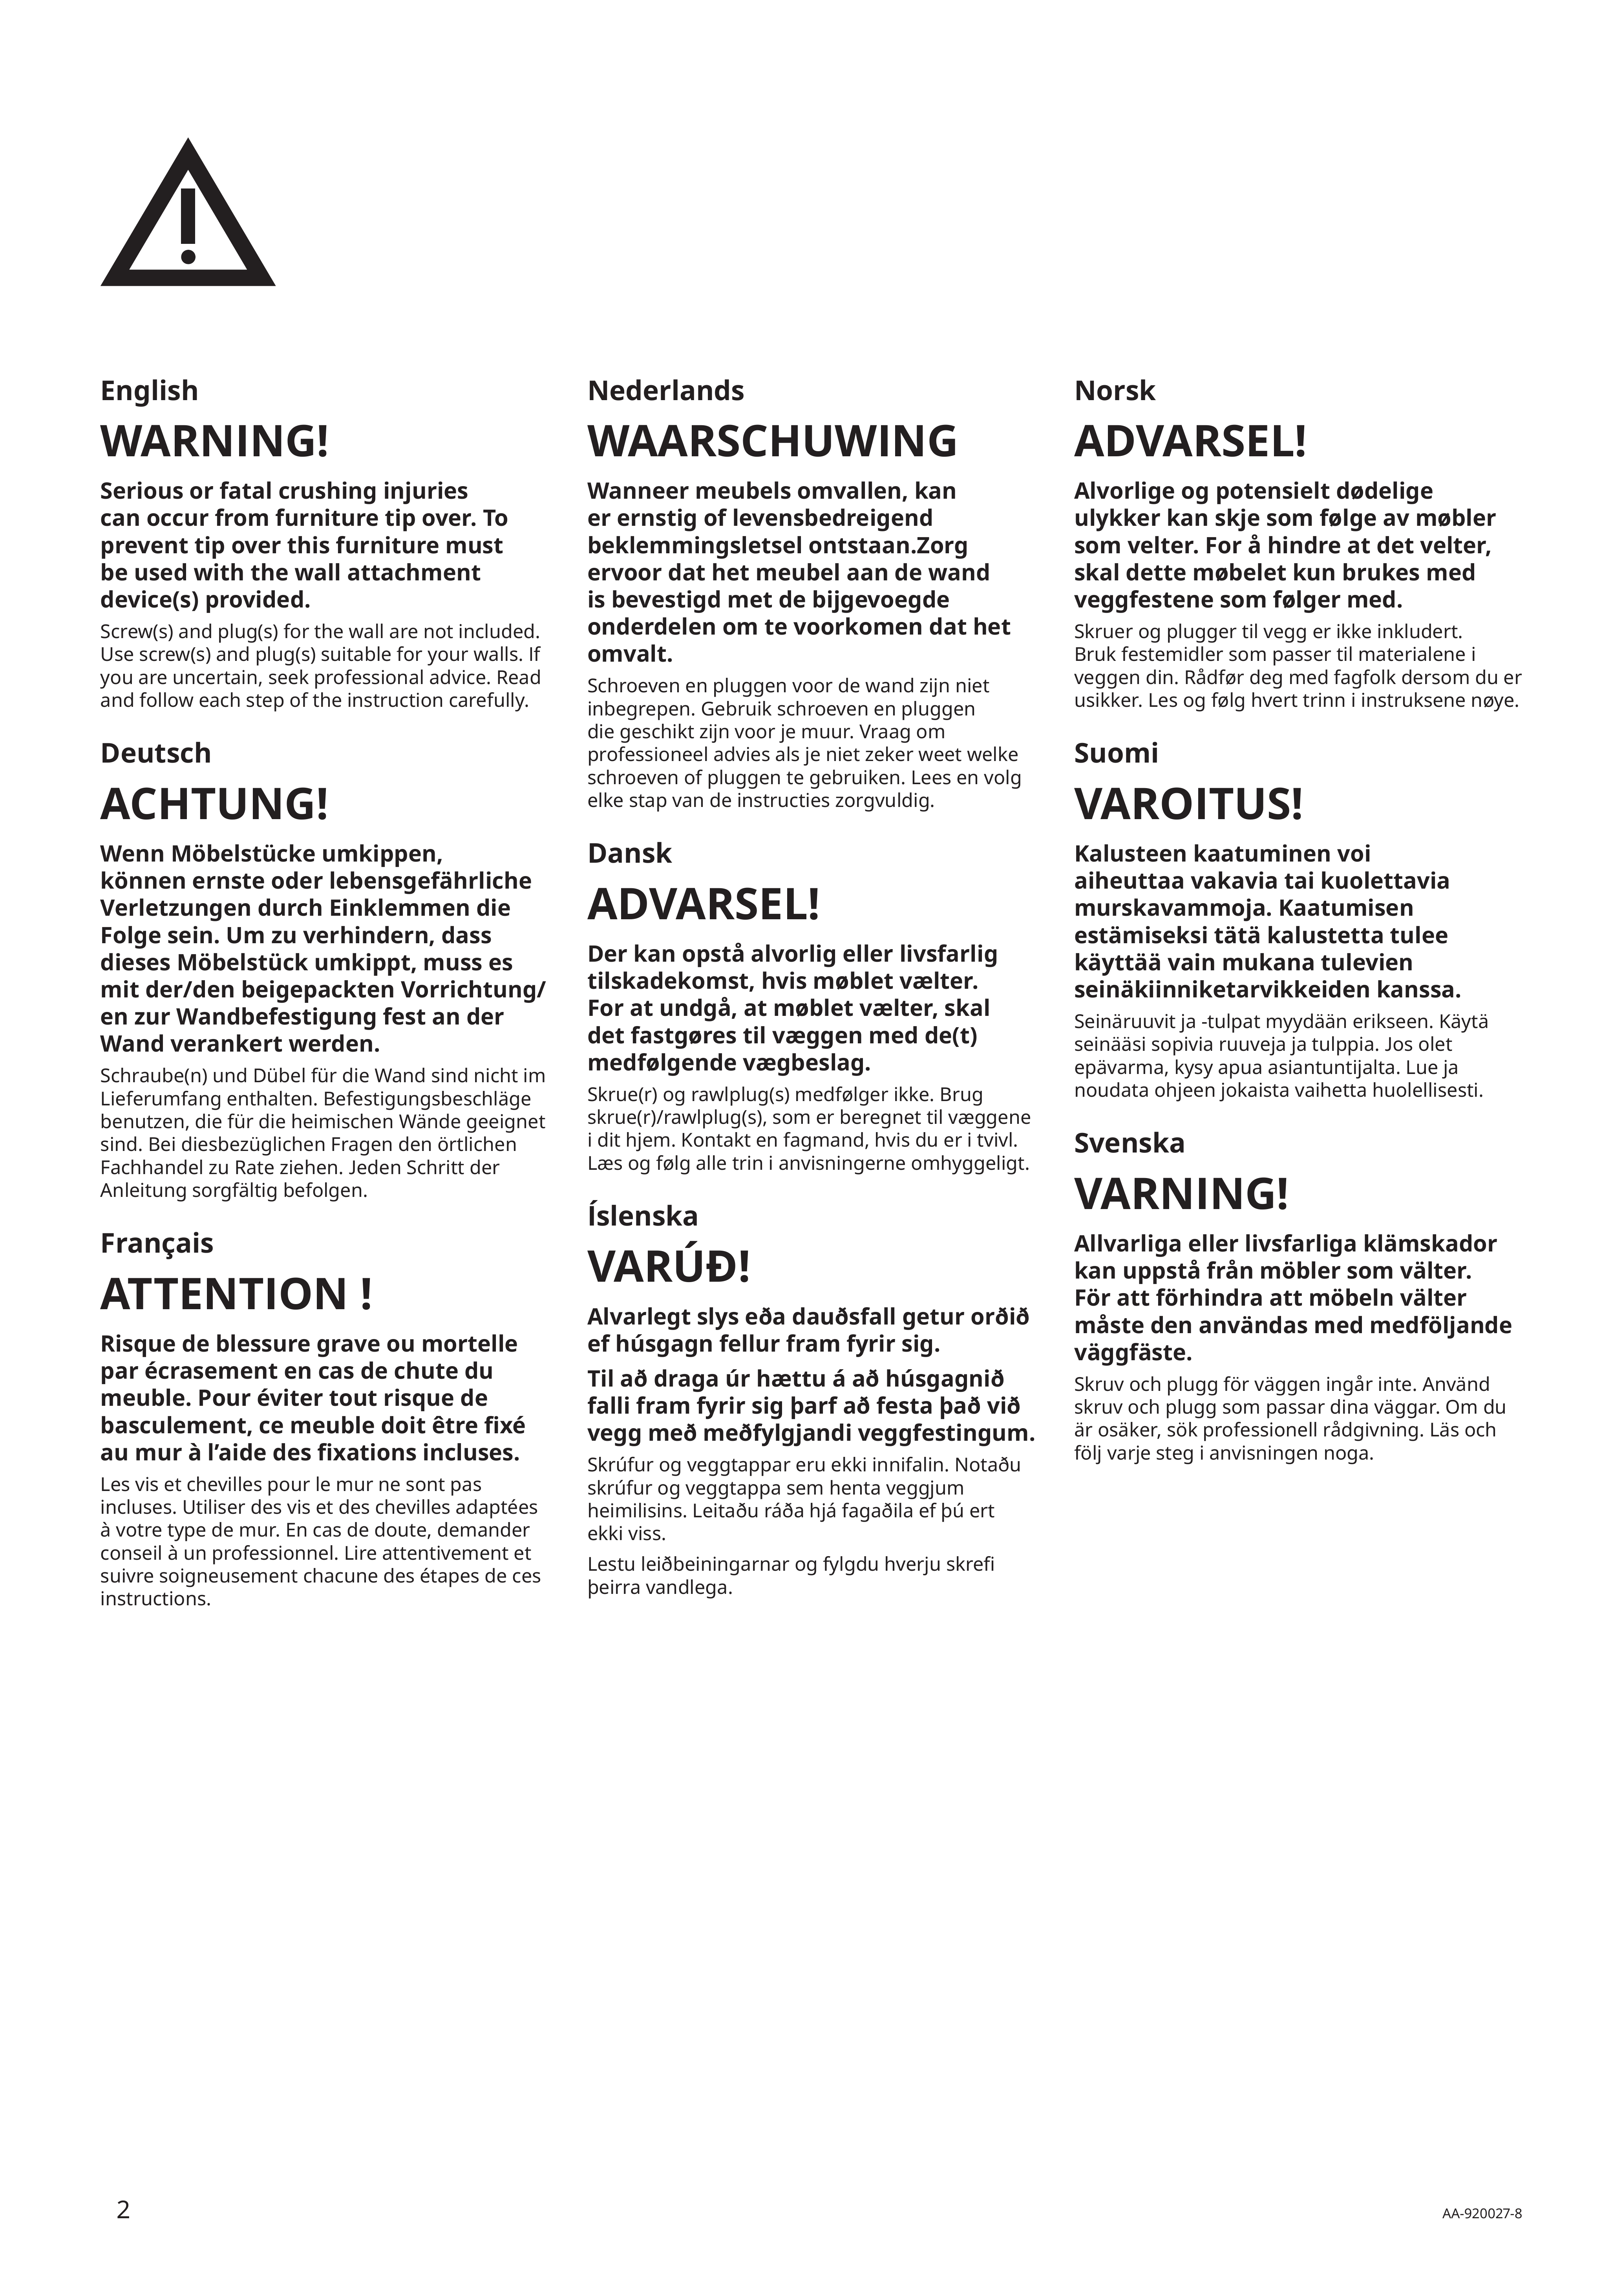 English
WARNING!
Serious or fatal crushing injuries
can occur from furniture tip over. To
prevent tip over this furniture must
be used with the wall attachment
device(s) provided.
Screw(s) and plug(s) for the wall are not included.
Use screw(s) and plug(s) suitable for your walls. If
you are uncertain, seek professional advice. Read
and follow each step of the instruction carefully.
Deutsch
ACHTUNG!
Wenn Möbelstücke umkippen,
können ernste oder lebensgefährliche
Verletzungen durch Einklemmen die
Folge sein. Um zu verhindern, dass
dieses Möbelstück umkippt, muss es
mit der/den beigepackten Vorrichtung/
en zur Wandbefestigung fest an der
Wand verankert werden.
Schraube(n) und Dübel für die Wand sind nicht im
Lieferumfang enthalten. Befestigungsbeschläge
benutzen, die für die heimischen Wände geeignet
sind. Bei diesbezüglichen Fragen den örtlichen
Fachhandel zu Rate ziehen. Jeden Schritt der
Anleitung sorgfältig befolgen.
Français
ATTENTION !
Risque de blessure grave ou mortelle
par écrasement en cas de chute du
meuble. Pour éviter tout risque de
basculement, ce meuble doit être fixé
au mur à l’aide des fixations incluses.
Les vis et chevilles pour le mur ne sont pas
incluses. Utiliser des vis et des chevilles adaptées
à votre type de mur. En cas de doute, demander
conseil à un professionnel. Lire attentivement et
suivre soigneusement chacune des étapes de ces
instructions.
Nederlands
WAARSCHUWING
Wanneer meubels omvallen, kan
er ernstig of levensbedreigend
beklemmingsletsel ontstaan.Zorg
ervoor dat het meubel aan de wand
is bevestigd met de bijgevoegde
onderdelen om te voorkomen dat het
omvalt.
Schroeven en pluggen voor de wand zijn niet
inbegrepen. Gebruik schroeven en pluggen
die geschikt zijn voor je muur. Vraag om
professioneel advies als je niet zeker weet welke
schroeven of pluggen te gebruiken. Lees en volg
elke stap van de instructies zorgvuldig.
Dansk
ADVARSEL!
Der kan opstå alvorlig eller livsfarlig
tilskadekomst, hvis møblet vælter.
For at undgå, at møblet vælter, skal
det fastgøres til væggen med de(t)
medfølgende vægbeslag.
Skrue(r) og rawlplug(s) medfølger ikke. Brug
skrue(r)/rawlplug(s), som er beregnet til væggene
i dit hjem. Kontakt en fagmand, hvis du er i tvivl.
Læs og følg alle trin i anvisningerne omhyggeligt.
Íslenska
VARÚÐ!
Alvarlegt slys eða dauðsfall getur orðið
ef húsgagn fellur fram fyrir sig.
Til að draga úr hættu á að húsgagnið
falli fram fyrir sig þarf að festa það við
vegg með meðfylgjandi veggfestingum.
Skrúfur og veggtappar eru ekki innifalin. Notaðu
skrúfur og veggtappa sem henta veggjum
heimilisins. Leitaðu ráða hjá fagaðila ef þú ert
ekki viss.
Lestu leiðbeiningarnar og fylgdu hverju skrefi
þeirra vandlega.
Norsk
ADVARSEL!
Alvorlige og potensielt dødelige
ulykker kan skje som følge av møbler
som velter. For å hindre at det velter,
skal dette møbelet kun brukes med
veggfestene som følger med.
Skruer og plugger til vegg er ikke inkludert.
Bruk festemidler som passer til materialene i
veggen din. Rådfør deg med fagfolk dersom du er
usikker. Les og følg hvert trinn i instruksene nøye.
Suomi
VAROITUS!
Kalusteen kaatuminen voi
aiheuttaa vakavia tai kuolettavia
murskavammoja. Kaatumisen
estämiseksi tätä kalustetta tulee
käyttää vain mukana tulevien
seinäkiinniketarvikkeiden kanssa.
Seinäruuvit ja -tulpat myydään erikseen. Käytä
seinääsi sopivia ruuveja ja tulppia. Jos olet
epävarma, kysy apua asiantuntijalta. Lue ja
noudata ohjeen jokaista vaihetta huolellisesti.
Svenska
VARNING!
Allvarliga eller livsfarliga klämskador
kan uppstå från möbler som välter.
För att förhindra att möbeln välter
måste den användas med medföljande
väggfäste.
Skruv och plugg för väggen ingår inte. Använd
skruv och plugg som passar dina väggar. Om du
är osäker, sök professionell rådgivning. Läs och
följ varje steg i anvisningen noga.
2
AA-920027-8